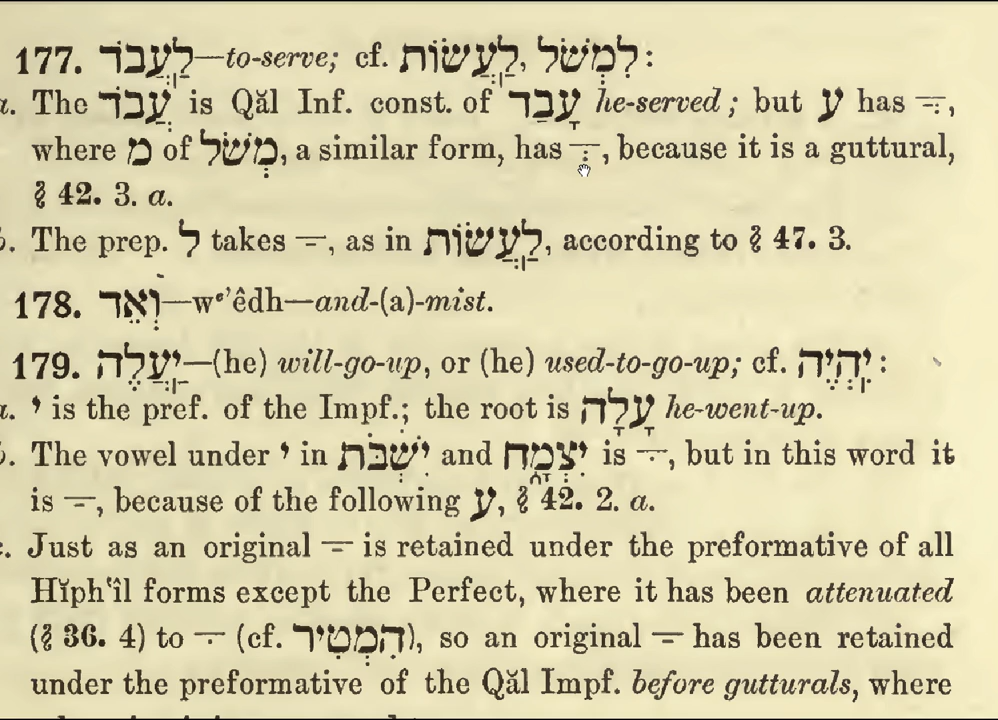 177. לַעֲבֹד—to-serve; cf. לִמְשֹׁל, לַעֲשׂוֹת:
a. The עֲבֹד is Qăl Inf. const. of עָבַד he-served; but ע has ־ֲ,
where מ of מְשֹׁל, a similar form, has ־ְ, because it is a guttural,
§ 42. 3. a.
b. The prep. ל takes ־ַ, as in לַעֲשׂוֹת, according to § 47. 3.
178. וְאֵד—wᵉ’êdh—and-(a)-mist.
179. יַעֲלֶה—(he) will-go-up, or (he) used-to-go-up; cf. יִהְיֶה:
a. י is the pref. of the Impf.; the root is עָלָה he-went-up.
b. The vowel under י in יִשְׁבֹּת and יִצְמָח is ־ִ, but in this word it
is ־ַ, because of the following ע, § 42. 2. a.
c. Just as an original ־ַ is retained under the preformative of all
Hĭph‘îl forms except the Perfect, where it has been attenuated
(§ 36. 4) to ־ִ (cf. הִמְטִיר), so an original ־ַ has been retained
under the preformative of the Qăl Impf. before gutturals, where